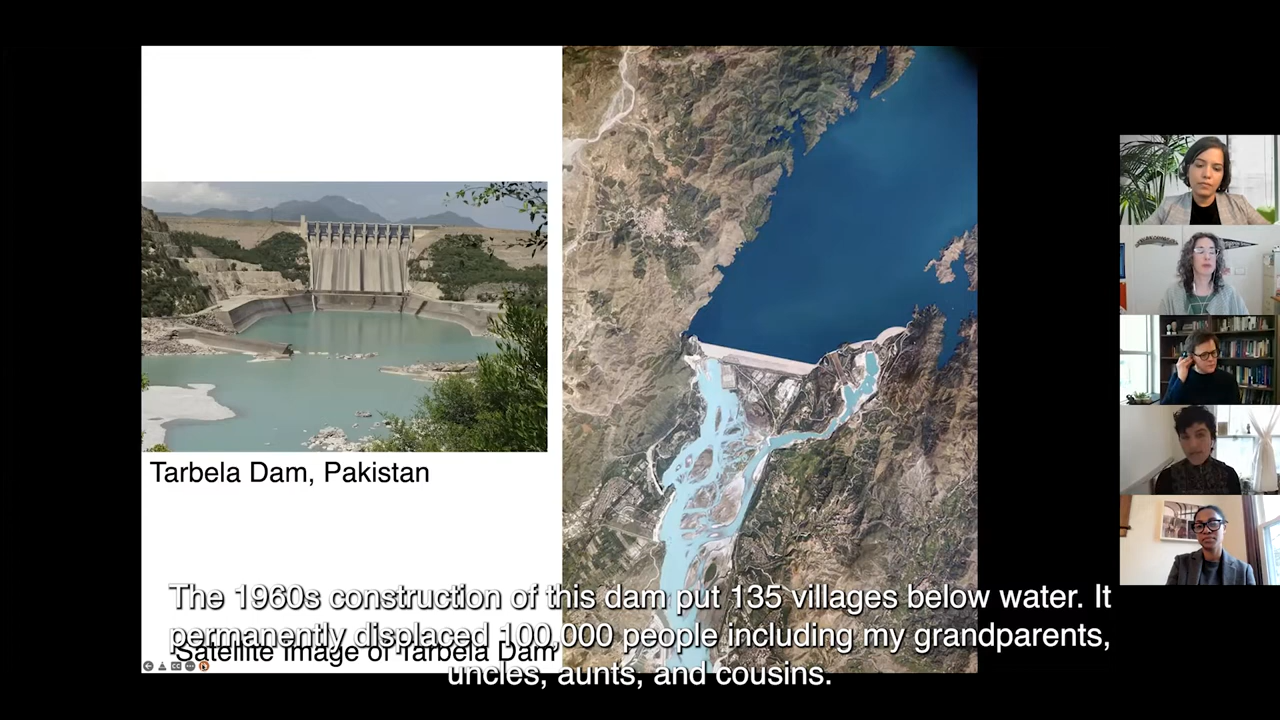 Tarbela Dam, Pakistan
Satellite image of Tarbela Dam
The 1960s construction of this dam put 135 villages below water. It
permanently displaced 100,000 people including my grandparents,
uncles, aunts, and cousins.